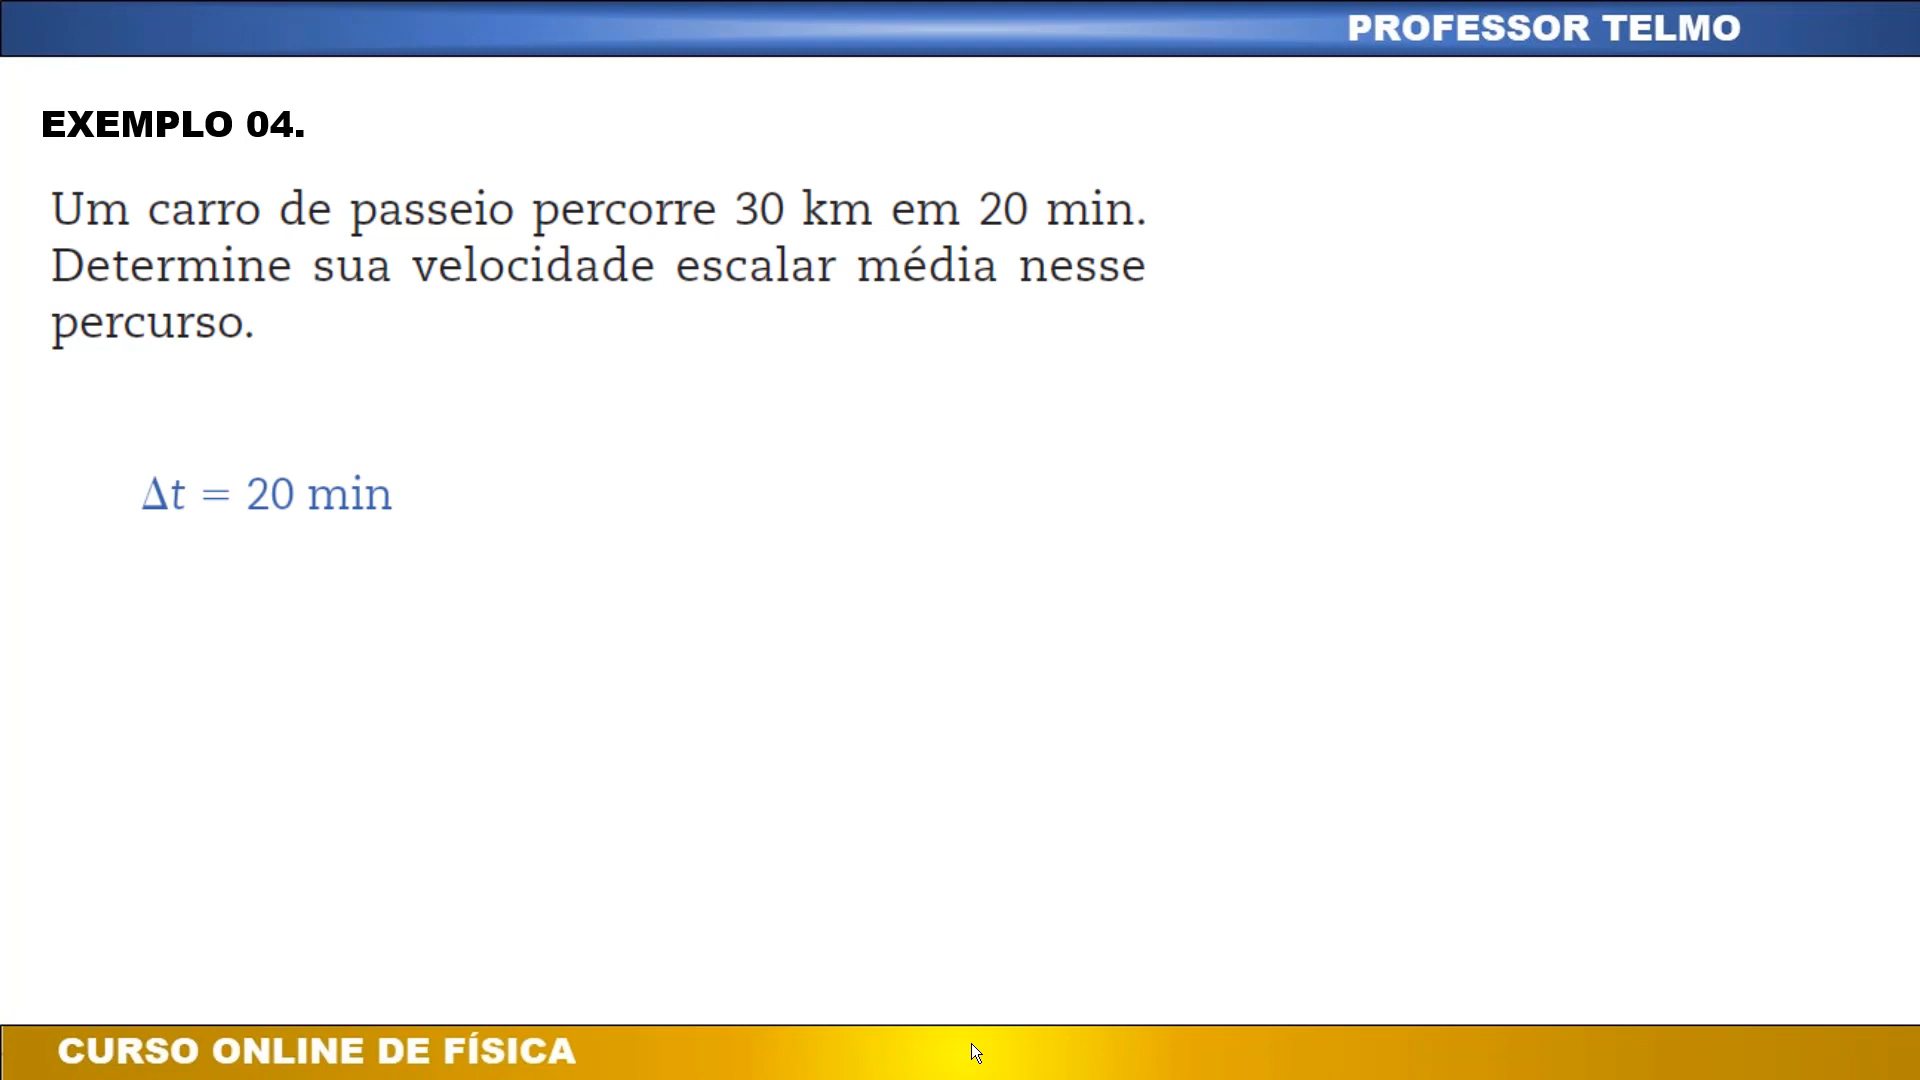 PROFESSOR TELMO
EXEMPLO 04.
Um carro de passeio percorre 30 km em 20 min.
Determine sua velocidade escalar média nesse
percurso.
Δt = 20 min
CURSO ONLINE DE FÍSICA